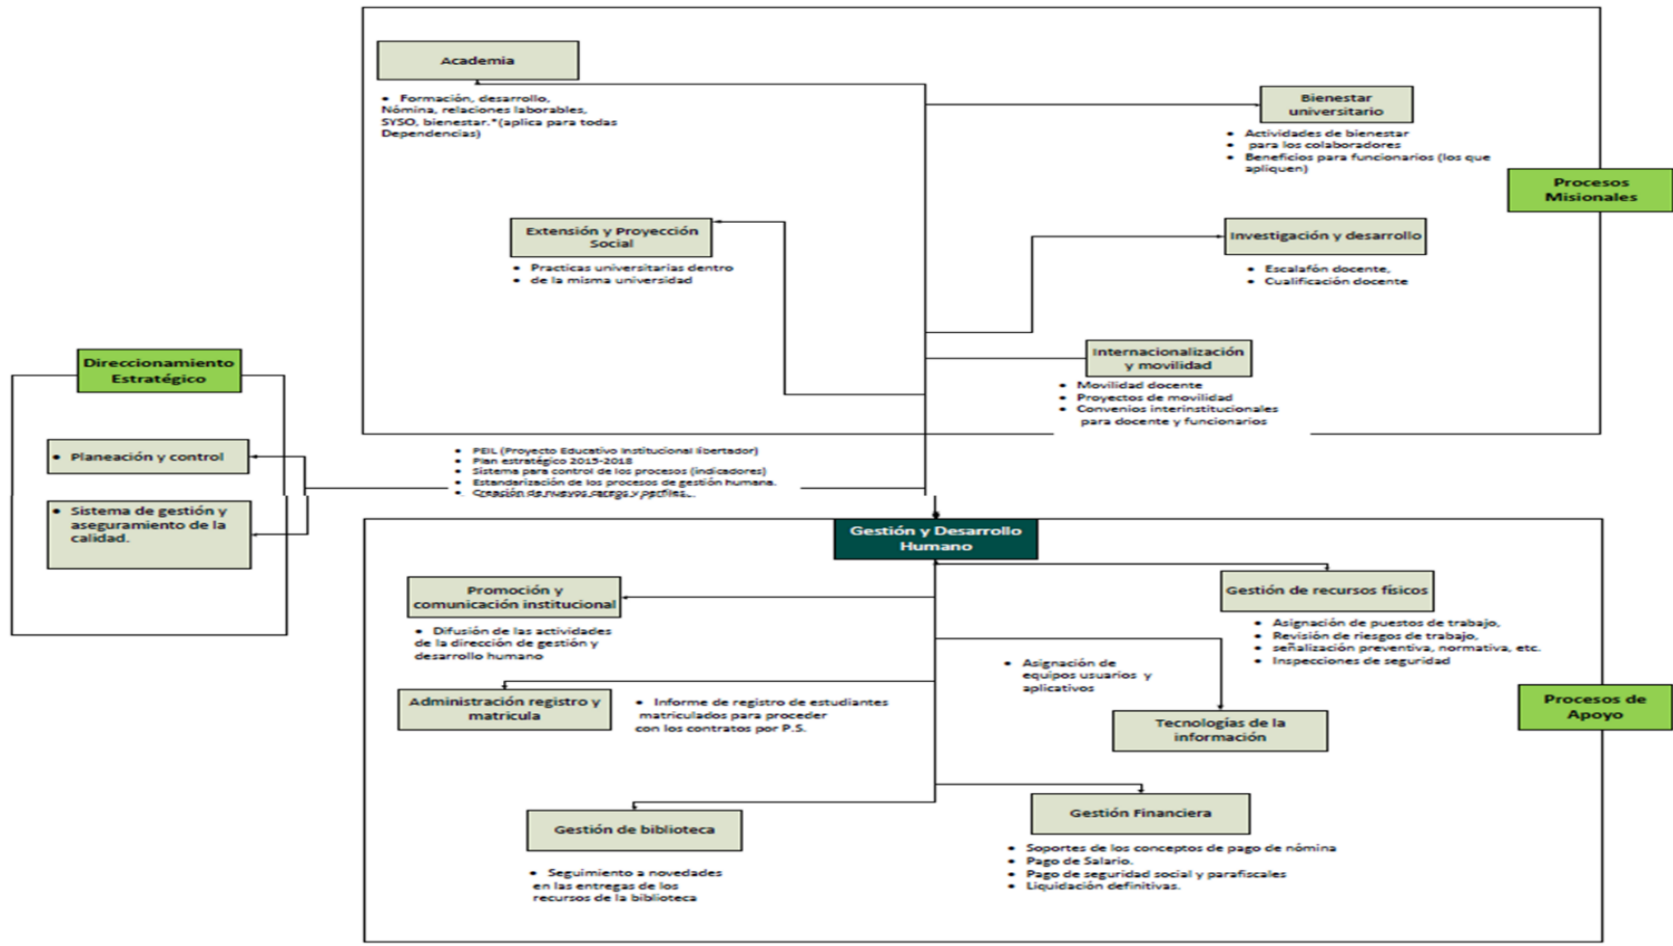 Academia
• Formación, desarrollo,
Nómina, relaciones laborables,
SYSO, bienestar.*(aplica para todas
Dependencias)
Bienestar
universitario
• Actividades de bienestar
• para los colaboradores
• Beneficios para funcionarios (los que
apliquen)
Procesos
Misionales
Extensión y Proyección
Social
• Practicas universitarias dentro
• de la misma universidad
Investigación y desarrollo
• Escalafón docente,
• Cualificación docente
Internacionalización
y movilidad
• Movilidad docente
• Proyectos de movilidad
• Convenios interinstitucionales
para docente y funcionarios
Direccionamiento
Estratégico
• Planeación y control
• Sistema de gestión y
aseguramiento de la
calidad.
• PEIL (Proyecto Educativo Institucional libertador)
• Plan estratégico 2015-2018
• Sistema para control de los procesos (indicadores)
• Estandarización de los procesos de gestión humana.
• Creación de nuevos cargos y perfiles..
Gestión y Desarrollo
Humano
Promoción y
comunicación institucional
• Difusión de las actividades
de la dirección de gestión y
desarrollo humano
Gestión de recursos físicos
• Asignación de puestos de trabajo,
• Revisión de riesgos de trabajo,
• señalización preventiva, normativa, etc.
• Inspecciones de seguridad
Administración registro y
matricula
• Informe de registro de estudiantes
matriculados para proceder
con los contratos por P.S.
• Asignación de
equipos usuarios y
aplicativos
Tecnologías de la
información
Procesos de
Apoyo
Gestión de biblioteca
• Seguimiento a novedades
en las entregas de los
recursos de la biblioteca
Gestión Financiera
• Soportes de los conceptos de pago de nómina
• Pago de Salario.
• Pago de seguridad social y parafiscales
• Liquidación definitivas.